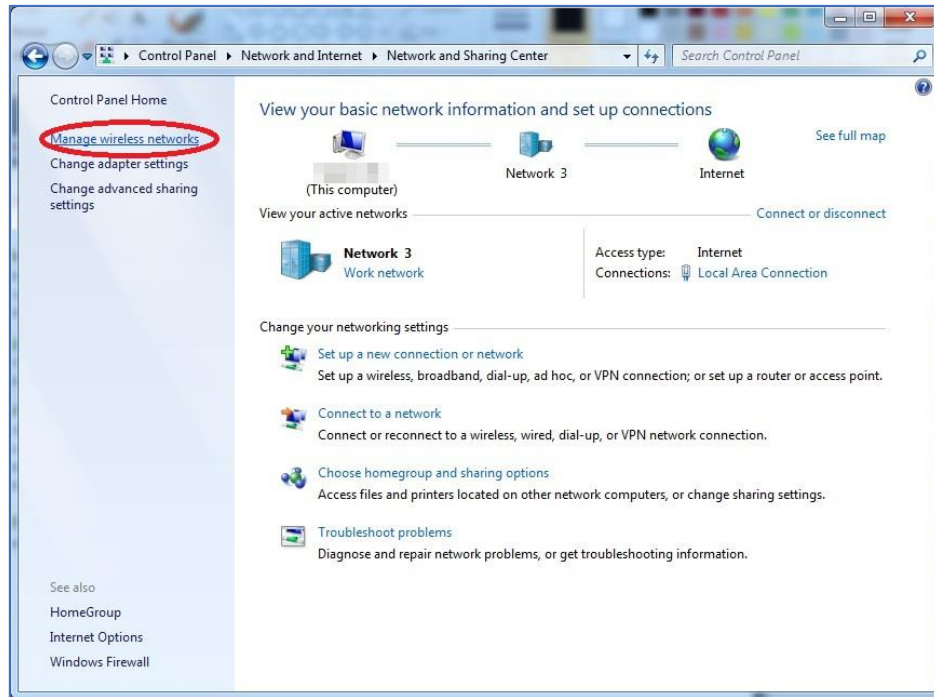 Control Panel Network and Internet Network and Sharing Center Search Control Panel
Control Panel Home
Manage wireless networks
Change adapter settings
Change advanced sharing
settings
View your basic network information and set up connections
See full map
(This computer)
Network 3
Internet
View your active networks
Connect or disconnect
Network 3
Work network
Access type: Internet
Connections: Local Area Connection
Change your networking settings
Set up a new connection or network
Set up a wireless, broadband, dial-up, ad hoc, or VPN connection; or set up a router or access point.
Connect to a network
Connect or reconnect to a wireless, wired, dial-up, or VPN network connection.
Choose homegroup and sharing options
Access files and printers located on other network computers, or change sharing settings.
Troubleshoot problems
Diagnose and repair network problems, or get troubleshooting information.
See also
HomeGroup
Internet Options
Windows Firewall